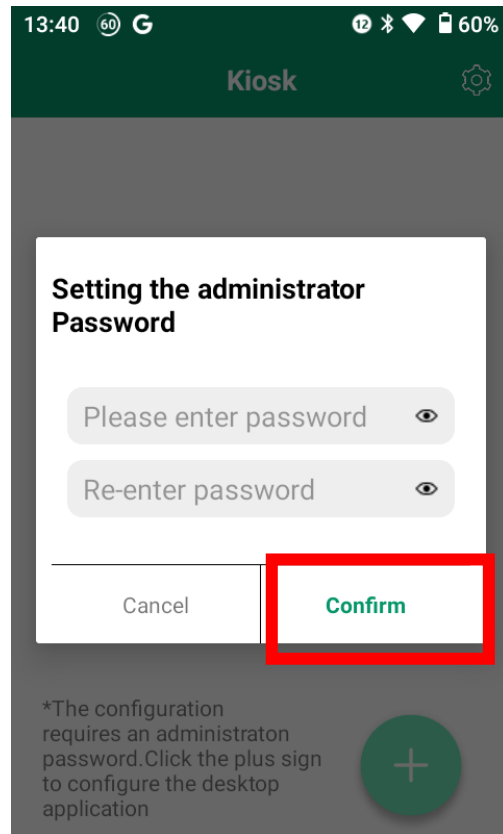 13:40 60 G 12 60%
Kiosk
Setting the administrator
Password
Please enter password
Re-enter password
Cancel Confirm
*The configuration
requires an administraton
password.Click the plus sign
to configure the desktop
application